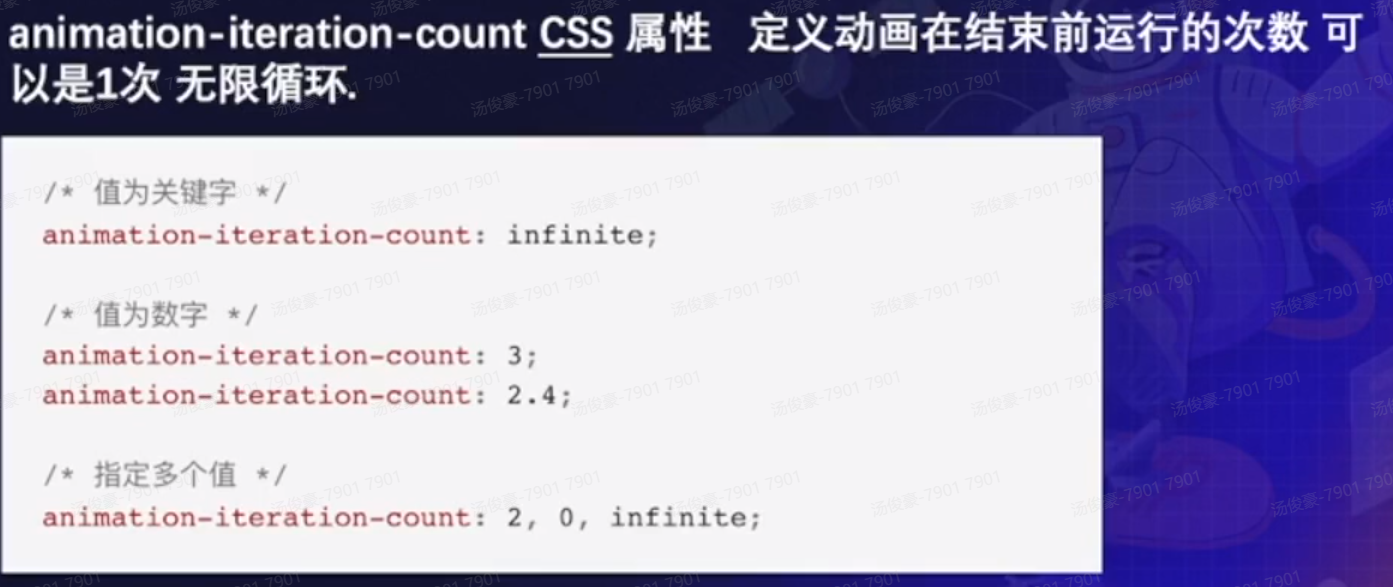 animation-iteration-count CSS 属性 定义动画在结束前运行的次数 可
以是1次 无限循环.
/* 值为关键字 */
animation-iteration-count: infinite;
/* 值为数字 */
animation-iteration-count: 3;
animation-iteration-count: 2.4;
/* 指定多个值 */
animation-iteration-count: 2, 0, infinite;
汤俊豪-7901 7901